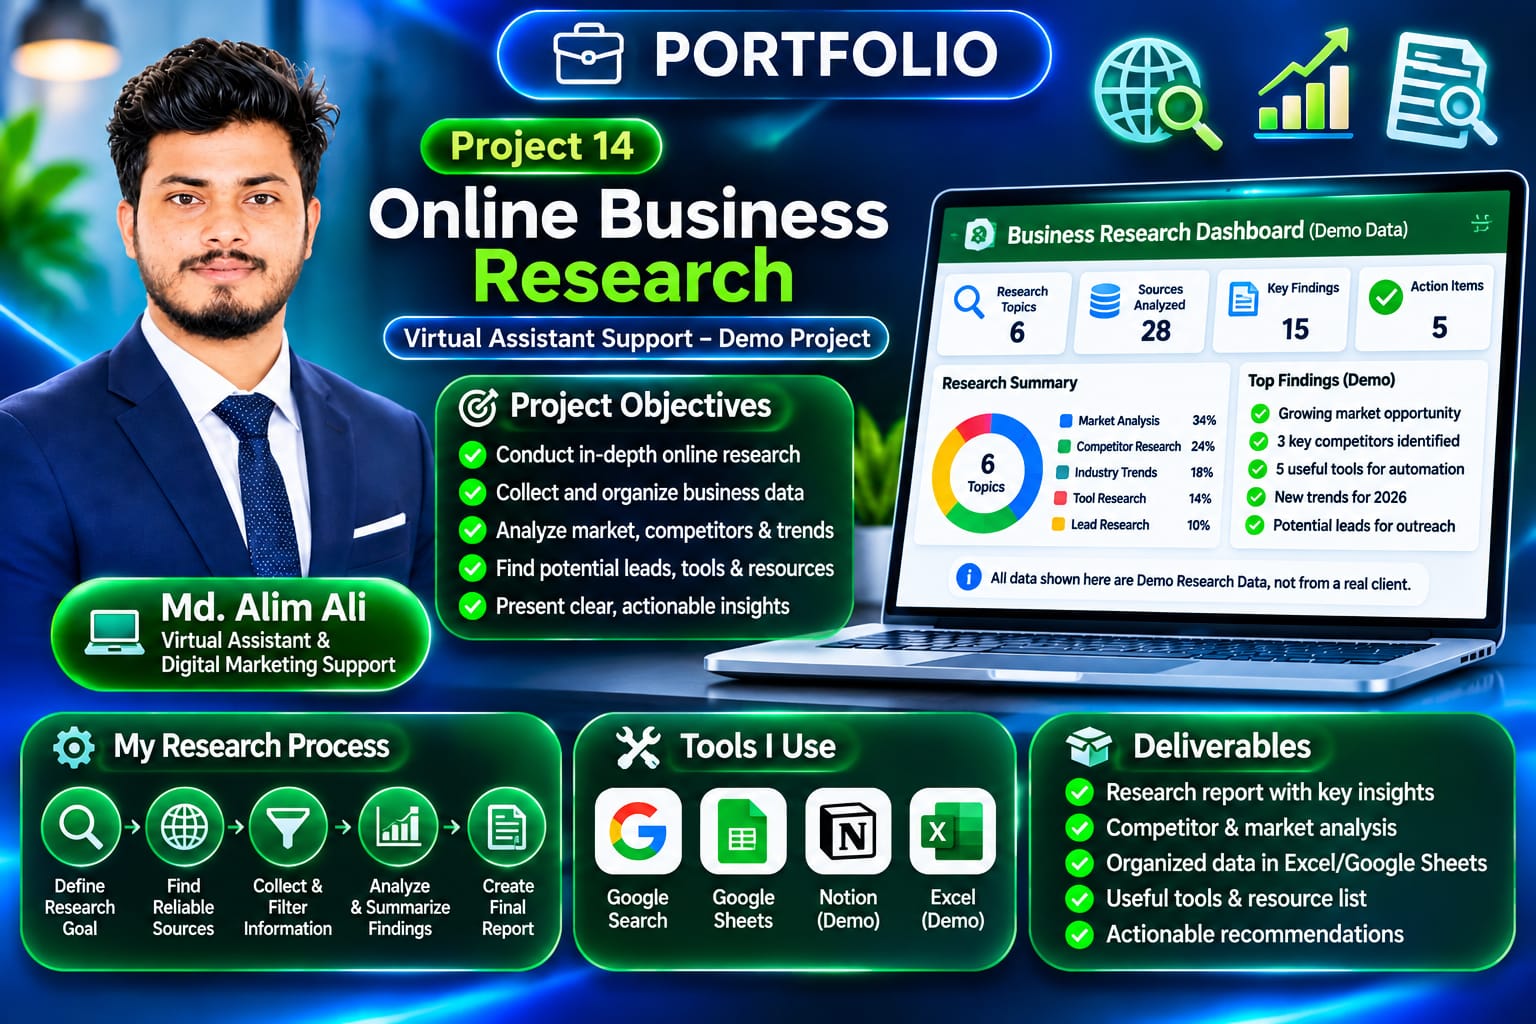 PORTFOLIO
Project 14
Online Business
Research
Virtual Assistant Support – Demo Project
Project Objectives
Conduct in-depth online research
Collect and organize business data
Analyze market, competitors & trends
Find potential leads, tools & resources
Present clear, actionable insights
Md. Alim Ali
Virtual Assistant &
Digital Marketing Support
Business Research Dashboard (Demo Data)
Research
Topics
6
Sources
Analyzed
28
Key Findings
15
Action Items
5
Research Summary
6
Topics
Market Analysis 34%
Competitor Research 24%
Industry Trends 18%
Tool Research 14%
Lead Research 10%
Top Findings (Demo)
Growing market opportunity
3 key competitors identified
5 useful tools for automation
New trends for 2026
Potential leads for outreach
i All data shown here are Demo Research Data, not from a real client.
My Research Process
Define
Research
Goal
Find
Reliable
Sources
Collect &
Filter
Information
Analyze
& Summarize
Findings
Create
Final
Report
Tools I Use
G
Google
Search
Google
Sheets
N
Notion
(Demo)
X
Excel
(Demo)
Deliverables
Research report with key insights
Competitor & market analysis
Organized data in Excel/Google Sheets
Useful tools & resource list
Actionable recommendations